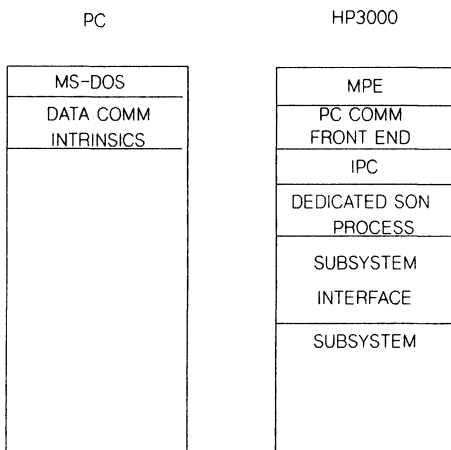 PC
HP3000
MS-DOS
DATA COMM
INTRINSICS
MPE
PC COMM
FRONT END
IPC
DEDICATED SON
PROCESS
SUBSYSTEM
INTERFACE
SUBSYSTEM